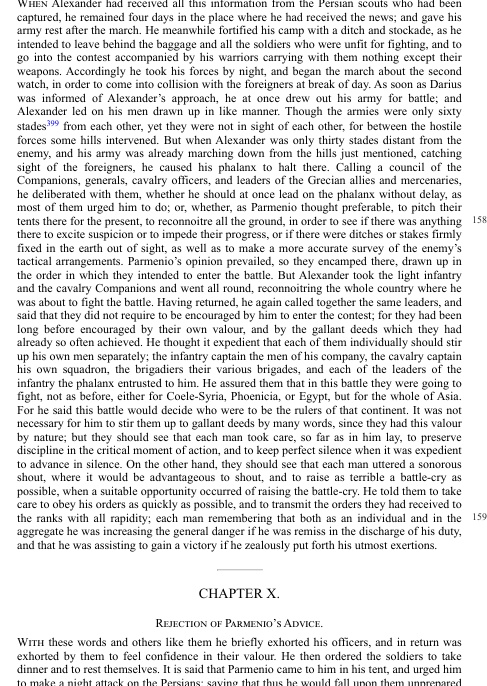 WHEN Alexander had received all this information from the Persian scouts who had been
captured, he remained four days in the place where he had received the news; and gave his
army rest after the march. He meanwhile fortified his camp with a ditch and stockade, as he
intended to leave behind the baggage and all the soldiers who were unfit for fighting, and to
go into the contest accompanied by his warriors carrying with them nothing except their
weapons. Accordingly he took his forces by night, and began the march about the second
watch, in order to come into collision with the foreigners at break of day. As soon as Darius
was informed of Alexander's approach, he at once drew out his army for battle; and
Alexander led on his men drawn up in like manner. Though the armies were only sixty
stades399 from each other, yet they were not in sight of each other, for between the hostile
forces some hills intervened. But when Alexander was only thirty stades distant from the
enemy, and his army was already marching down from the hills just mentioned, catching
sight of the foreigners, he caused his phalanx to halt there. Calling a council of the
Companions, generals, cavalry officers, and leaders of the Grecian allies and mercenaries,
he deliberated with them, whether he should at once lead on the phalanx without delay, as
most of them urged him to do; or, whether, as Parmenio thought preferable, to pitch their
tents there for the present, to reconnoitre all the ground, in order to see if there was anything 158
there to excite suspicion or to impede their progress, or if there were ditches or stakes firmly
fixed in the earth out of sight, as well as to make a more accurate survey of the enemy's
tactical arrangements. Parmenio's opinion prevailed, so they encamped there, drawn up in
the order in which they intended to enter the battle. But Alexander took the light infantry
and the cavalry Companions and went all round, reconnoitring the whole country where he
was about to fight the battle. Having returned, he again called together the same leaders, and
said that they did not require to be encouraged by him to enter the contest; for they had been
long before encouraged by their own valour, and by the gallant deeds which they had
already so often achieved. He thought it expedient that each of them individually should stir
up his own men separately; the infantry captain the men of his company, the cavalry captain
his own squadron, the brigadiers their various brigades, and each of the leaders of the
infantry the phalanx entrusted to him. He assured them that in this battle they were going to
fight, not as before, either for Coele-Syria, Phoenicia, or Egypt, but for the whole of Asia.
For he said this battle would decide who were to be the rulers of that continent. It was not
necessary for him to stir them up to gallant deeds by many words, since they had this valour
by nature; but they should see that each man took care, so far as in him lay, to preserve
discipline in the critical moment of action, and to keep perfect silence when it was expedient
to advance in silence. On the other hand, they should see that each man uttered a sonorous
shout, where it would be advantageous to shout, and to raise as terrible a battle-cry as
possible, when a suitable opportunity occurred of raising the battle-cry. He told them to take
care to obey his orders as quickly as possible, and to transmit the orders they had received to
the ranks with all rapidity; each man remembering that both as an individual and in the 159
aggregate he was increasing the general danger if he was remiss in the discharge of his duty,
and that he was assisting to gain a victory if he zealously put forth his utmost exertions.
CHAPTER X.
REJECTION OF PARMENIO'S ADVICE.
WITH these words and others like them he briefly exhorted his officers, and in return was
exhorted by them to feel confidence in their valour. He then ordered the soldiers to take
dinner and to rest themselves. It is said that Parmenio came to him in his tent, and urged him
to make a night attack on the Persians; saying that thus he would fall upon them unprepared